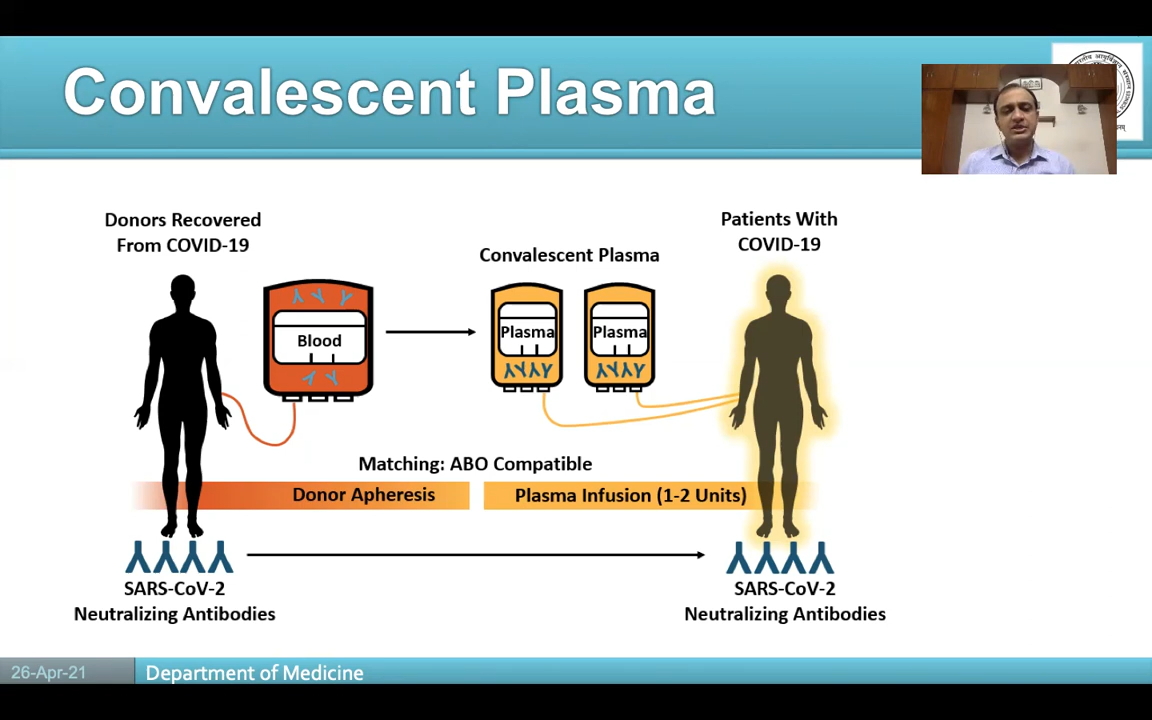 Convalescent Plasma
Donors Recovered
From COVID-19
Blood
Convalescent Plasma
Plasma
Plasma
Patients With
COVID-19
Matching: ABO Compatible
Donor Apheresis
Plasma Infusion (1-2 Units)
SARS-CoV-2
Neutralizing Antibodies
SARS-CoV-2
Neutralizing Antibodies
26-Apr-21
Department of Medicine